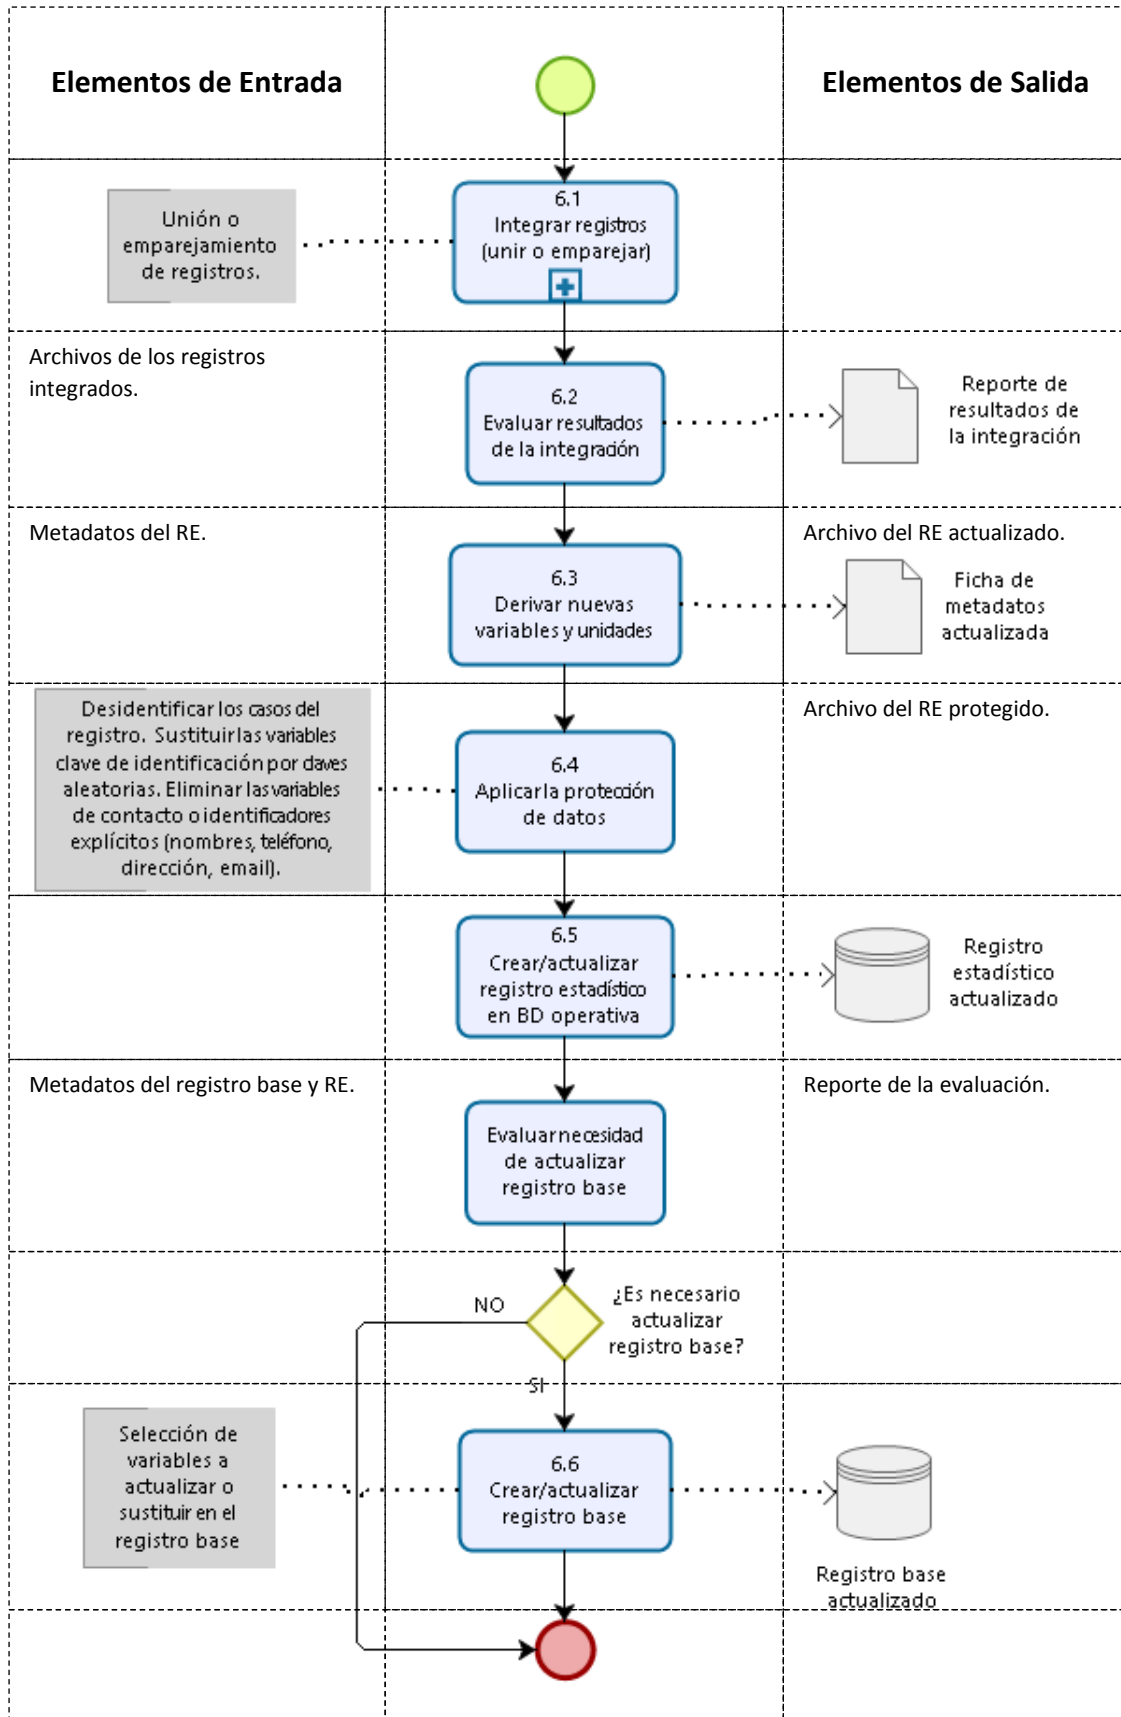 Elementos de Entrada
Elementos de Salida
Unión o
emparejamiento
de registros.
6.1
Integrar registros
(unir o emparejar)
Archivos de los registros
integrados.
6.2
Evaluar resultados
de la integración
Reporte de
resultados de
la integración
Metadatos del RE.
6.3
Derivar nuevas
variables y unidades
Archivo del RE actualizado.
Ficha de
metadatos
actualizada
Desidentificar los casos del
registro. Sustituir las variables
clave de identificación por claves
aleatorias. Eliminar las variables
de contacto o identificadores
explícitos (nombres, teléfono,
dirección, email).
6.4
Aplicar la protección
de datos
Archivo del RE protegido.
6.5
Crear/actualizar
registro estadístico
en BD operativa
Registro
estadístico
actualizado
Metadatos del registro base y RE.
Evaluar necesidad
de actualizar
registro base
Reporte de la evaluación.
NO
¿Es necesario
actualizar
registro base?
SI
Selección de
variables a
actualizar o
sustituir en el
registro base
6.6
Crear/actualizar
registro base
Registro base
actualizado